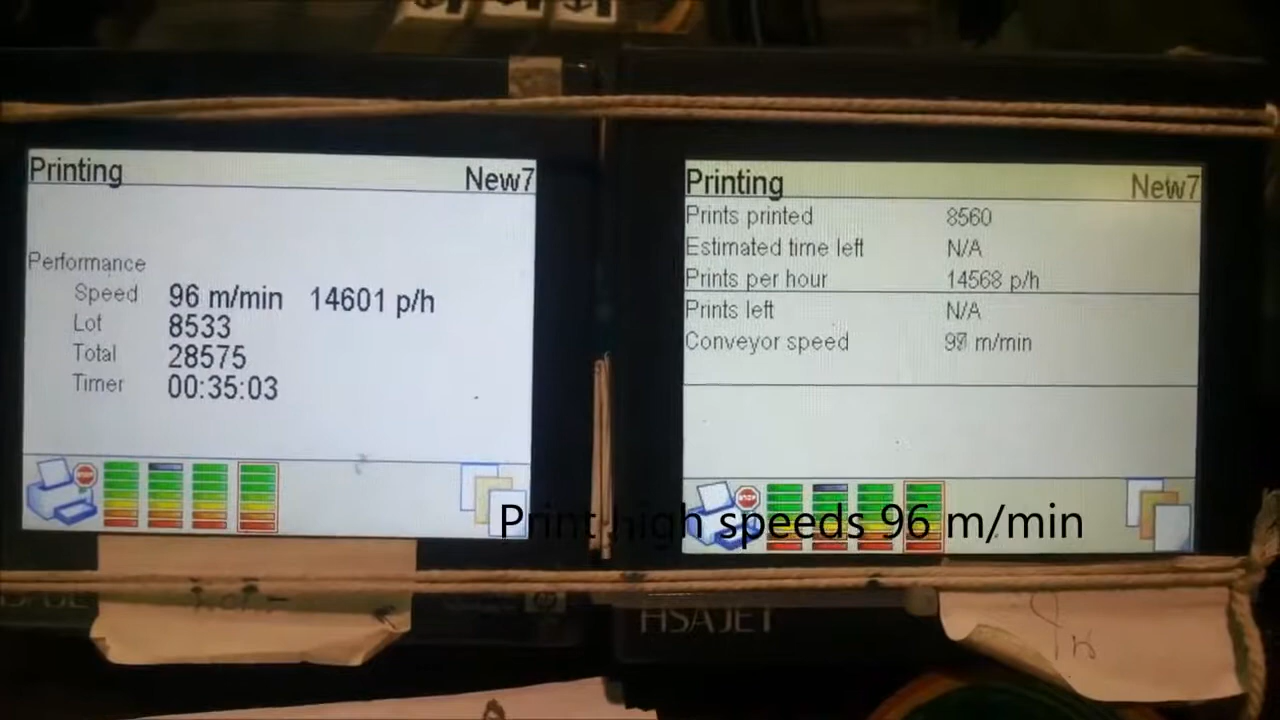 Printing New7
Performance
Speed 96 m/min 14601 p/h
Lot 8533
Total 28575
Timer 00:35:03
Printing New7
Prints printed 8560
Estimated time left N/A
Prints per hour 14568 p/h
Prints left N/A
Conveyor speed m/min
STOP
Print high speeds 96 m/min
HSAJET